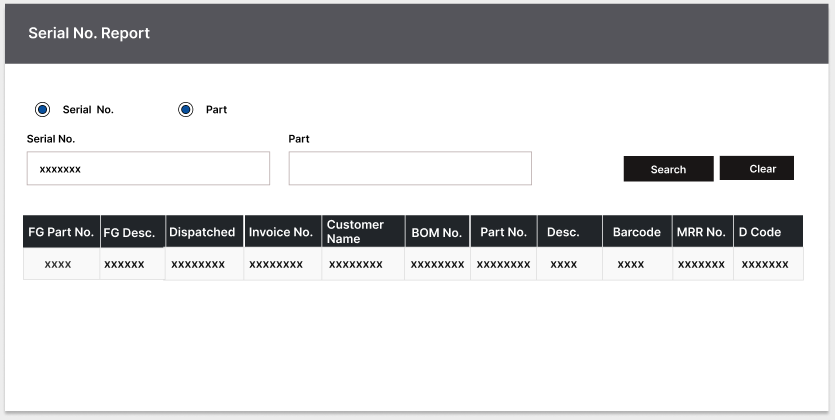 Serial No. Report
Serial No. Part
Serial No. Part
xxxxxxx
Search Clear
FG Part No. FG Desc. Dispatched Invoice No. Customer Name BOM No. Part No. Desc. Barcode MRR No. D Code
xxxx xxxxxx xxxxxxxx xxxxxxxx xxxxxxxx xxxxxxxx xxxxxxxx xxxx xxxx xxxxxxx xxxxxxx